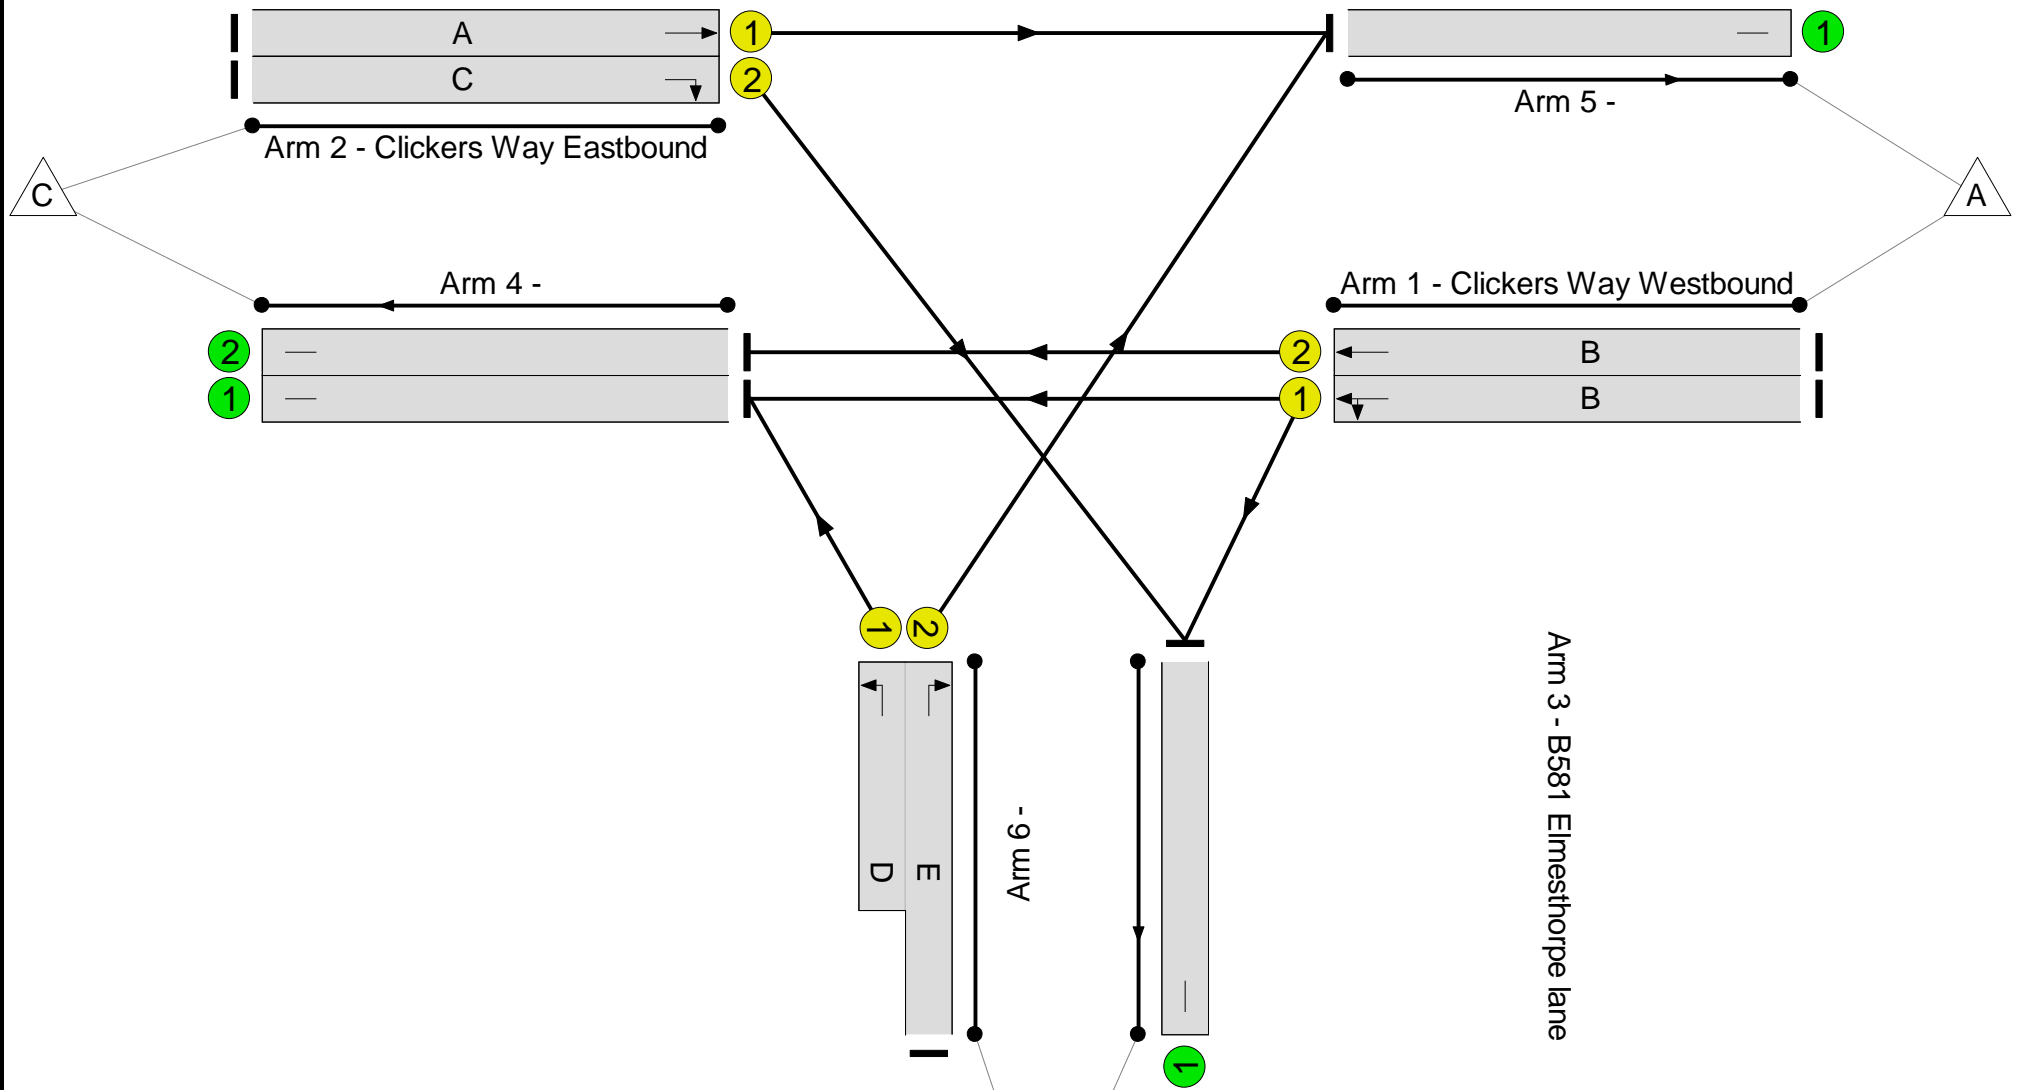 A
1
1
C
2
Arm 5 -
Arm 2 - Clickers Way Eastbound
C
A
Arm 4 -
Arm 1 - Clickers Way Westbound
2
2
B
1
1
B
1
2
Arm 3 - B581 Elmesthorpe lane
Arm 6 -
D
E
1